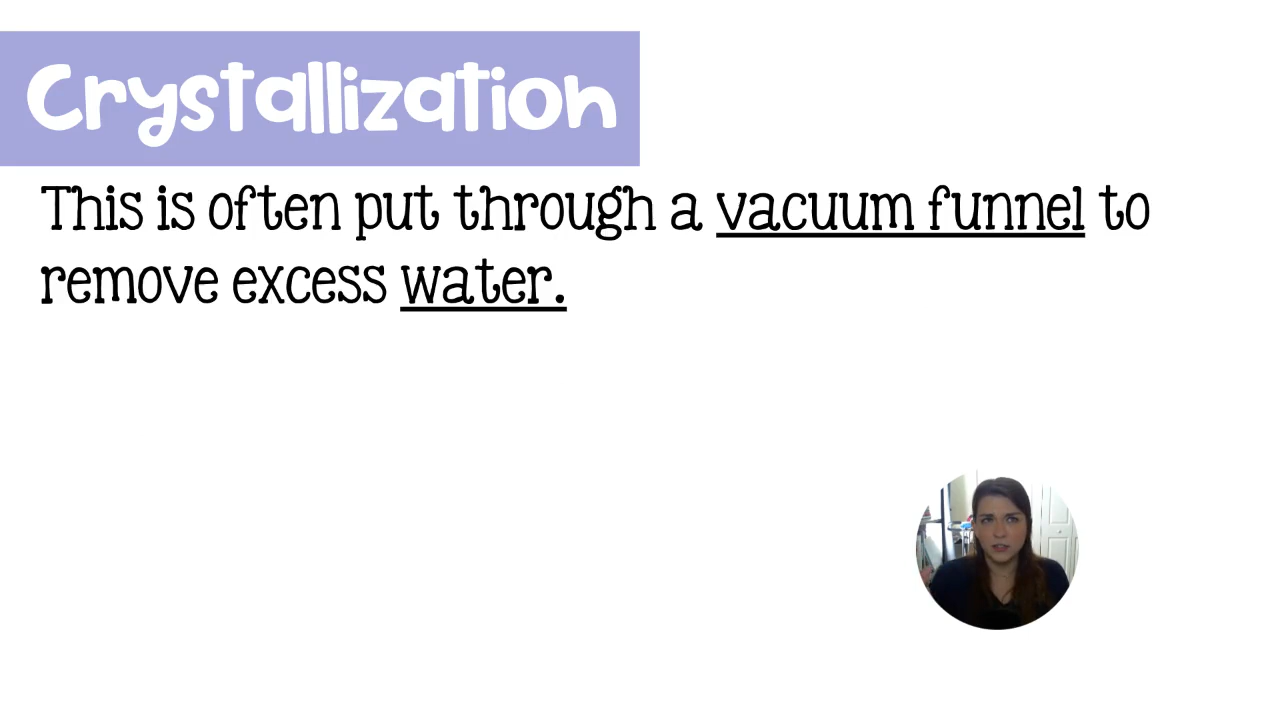 Crystallization
This is often put through a vacuum funnel to
remove excess water.